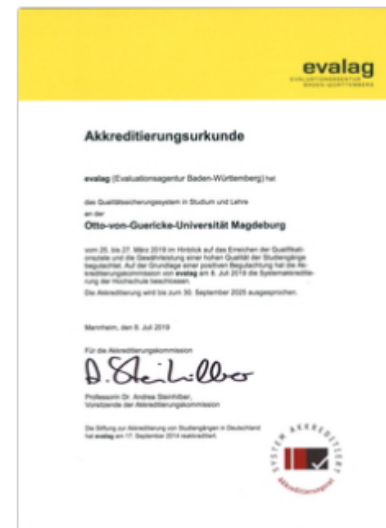 evalag
EVALUATIONSAGENTUR
BADEN-WÜRTTEMBERG
Akkreditierungsurkunde
evalag (Evaluationsagentur Baden-Württemberg) hat
das Qualitätssicherungssystem in Studium und Lehre
an der
Otto-von-Guericke-Universität Magdeburg
vom 25. bis 27. März 2019 im Hinblick auf das Erreichen der Qualifikati-
onsziele und die Gewährleistung einer hohen Qualität der Studiengänge
begutachtet. Auf der Grundlage einer positiven Begutachtung hat die Ak-
kreditierungskommission von evalag am 8. Juli 2019 die Systemakkreditie-
rung der Hochschule beschlossen.
Die Akkreditierung wird bis zum 30. September 2025 ausgesprochen.
Mannheim, den 8. Juli 2019
Für die Akkreditierungskommission
A. Steinhilber
Professorin Dr. Andrea Steinhilber,
Vorsitzende der Akkreditierungskommission
Die Stiftung zur Akkreditierung von Studiengängen in Deutschland
hat evalag am 17. September 2014 reakkreditiert.
SYSTEM AKKREDITIERT
Akkreditierungsrat